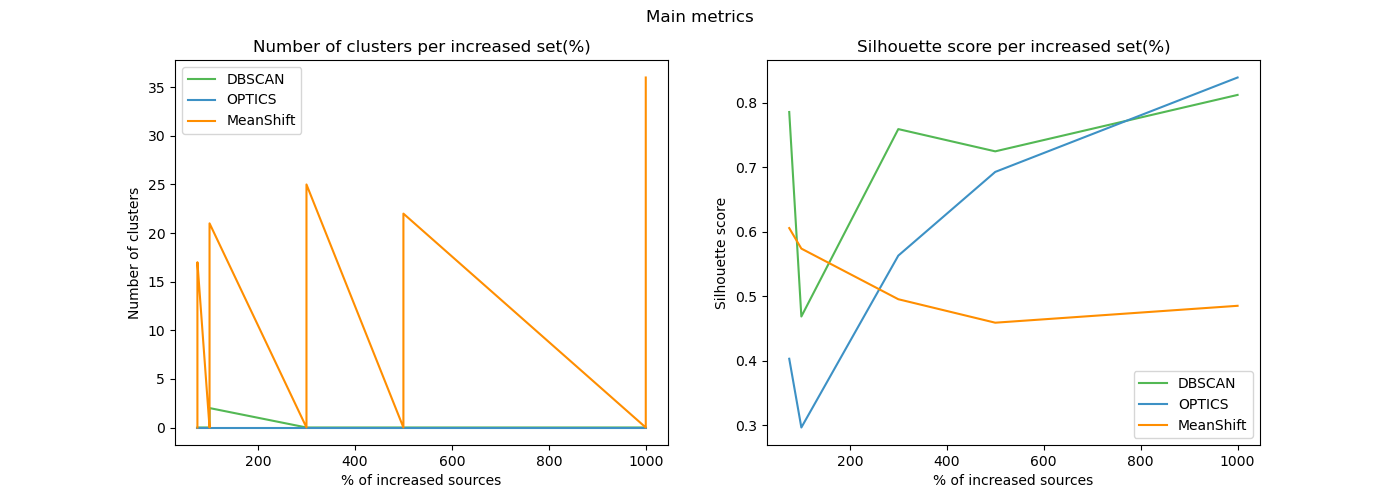 Main metrics
Number of clusters per increased set(%)
DBSCAN
OPTICS
MeanShift
Number of clusters
35
30
25
20
15
10
5
0
200
400
600
800
1000
% of increased sources
Silhouette score per increased set(%)
Silhouette score
0.8
0.7
0.6
0.5
0.4
0.3
DBSCAN
OPTICS
MeanShift
200
400
600
800
1000
% of increased sources